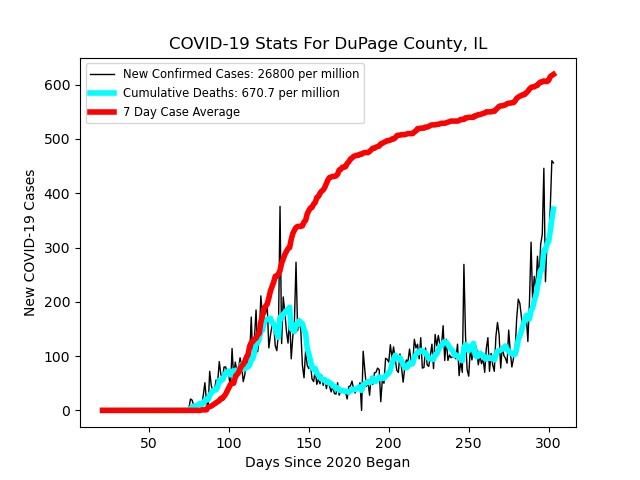 COVID-19 Stats For DuPage County, IL
New Confirmed Cases: 26800 per million
Cumulative Deaths: 670.7 per million
7 Day Case Average
600
500
400
300
200
100
0
New COVID-19 Cases
50 100 150 200 250 300
Days Since 2020 Began